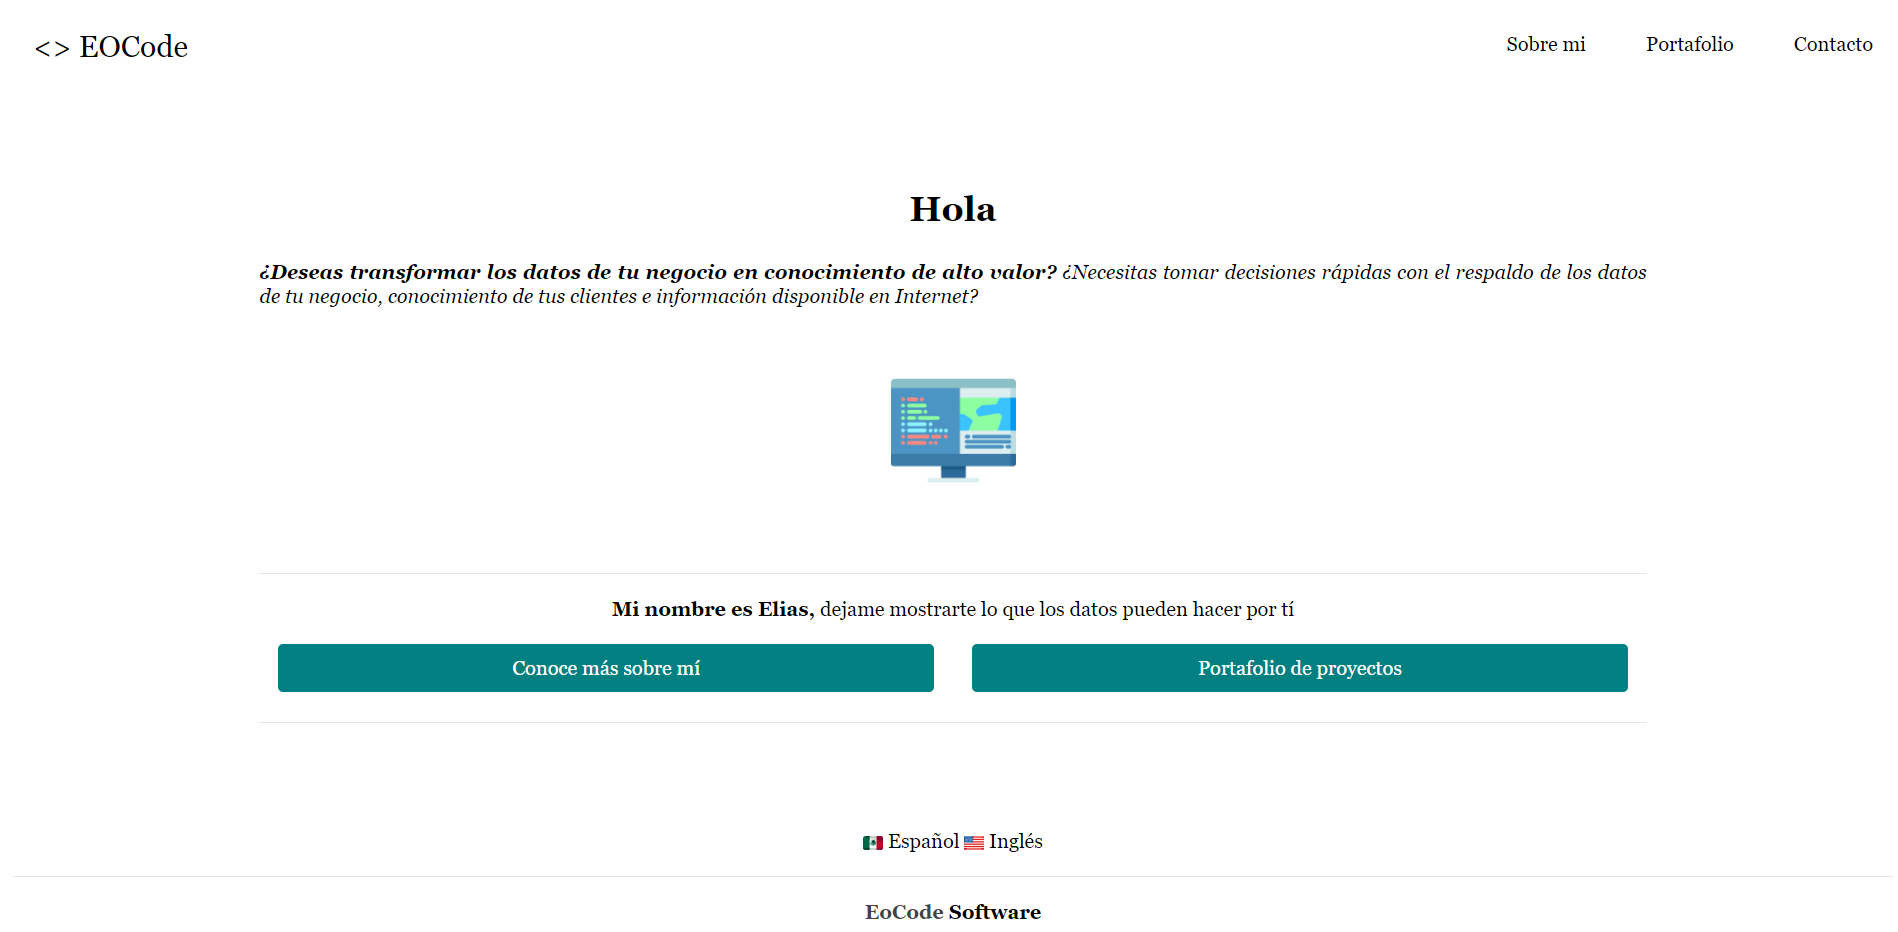 <> EOCode
Sobre mi
Portafolio
Contacto
Hola
¿Deseas transformar los datos de tu negocio en conocimiento de alto valor? ¿Necesitas tomar decisiones rápidas con el respaldo de los datos
de tu negocio, conocimiento de tus clientes e información disponible en Internet?
Mi nombre es Elias, dejame mostrarte lo que los datos pueden hacer por tí
Conoce más sobre mí
Portafolio de proyectos
Español Inglés
EoCode Software